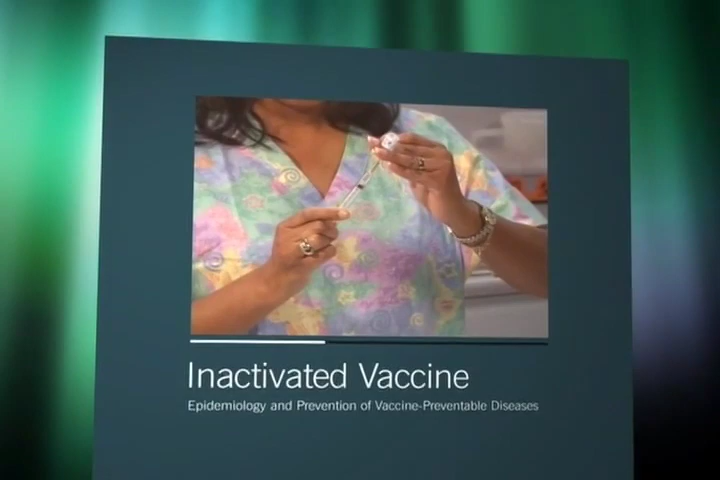 Inactivated Vaccine
Epidemiology and Prevention of Vaccine-Preventable Diseases